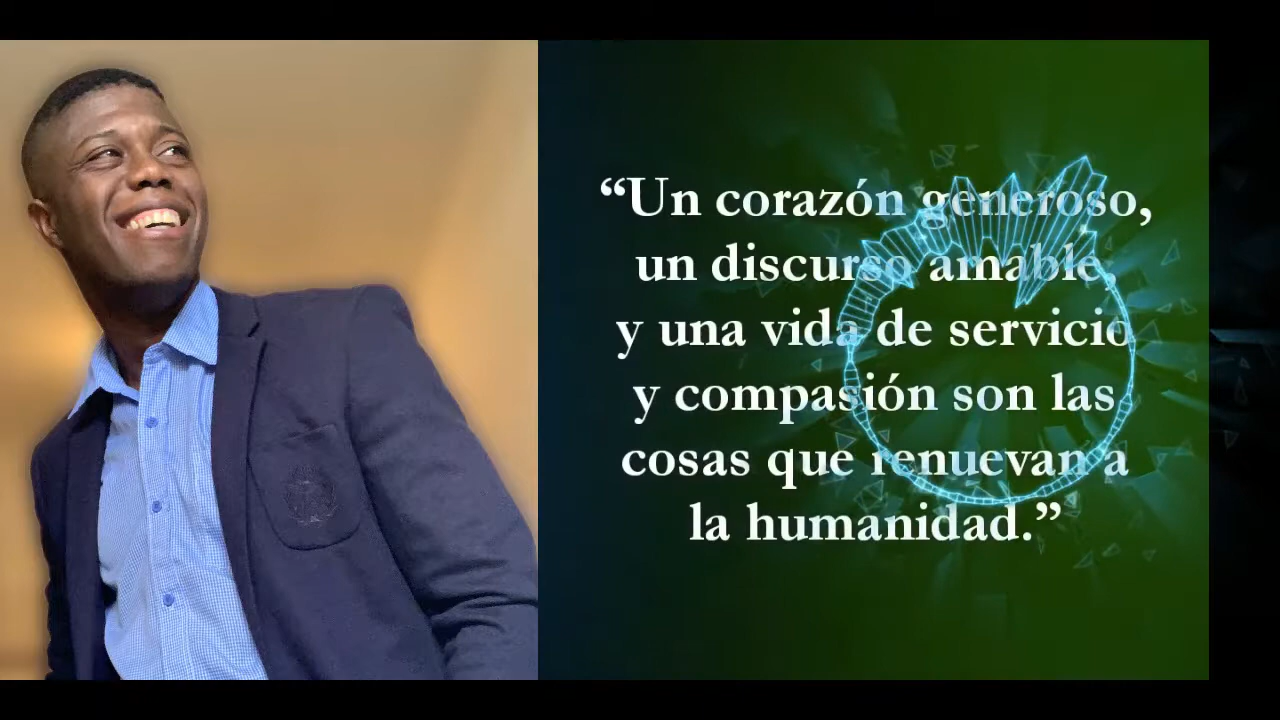 “Un corazón generoso,
un discurso amable,
y una vida de servicio
y compasión son las
cosas que renuevan a
la humanidad.”